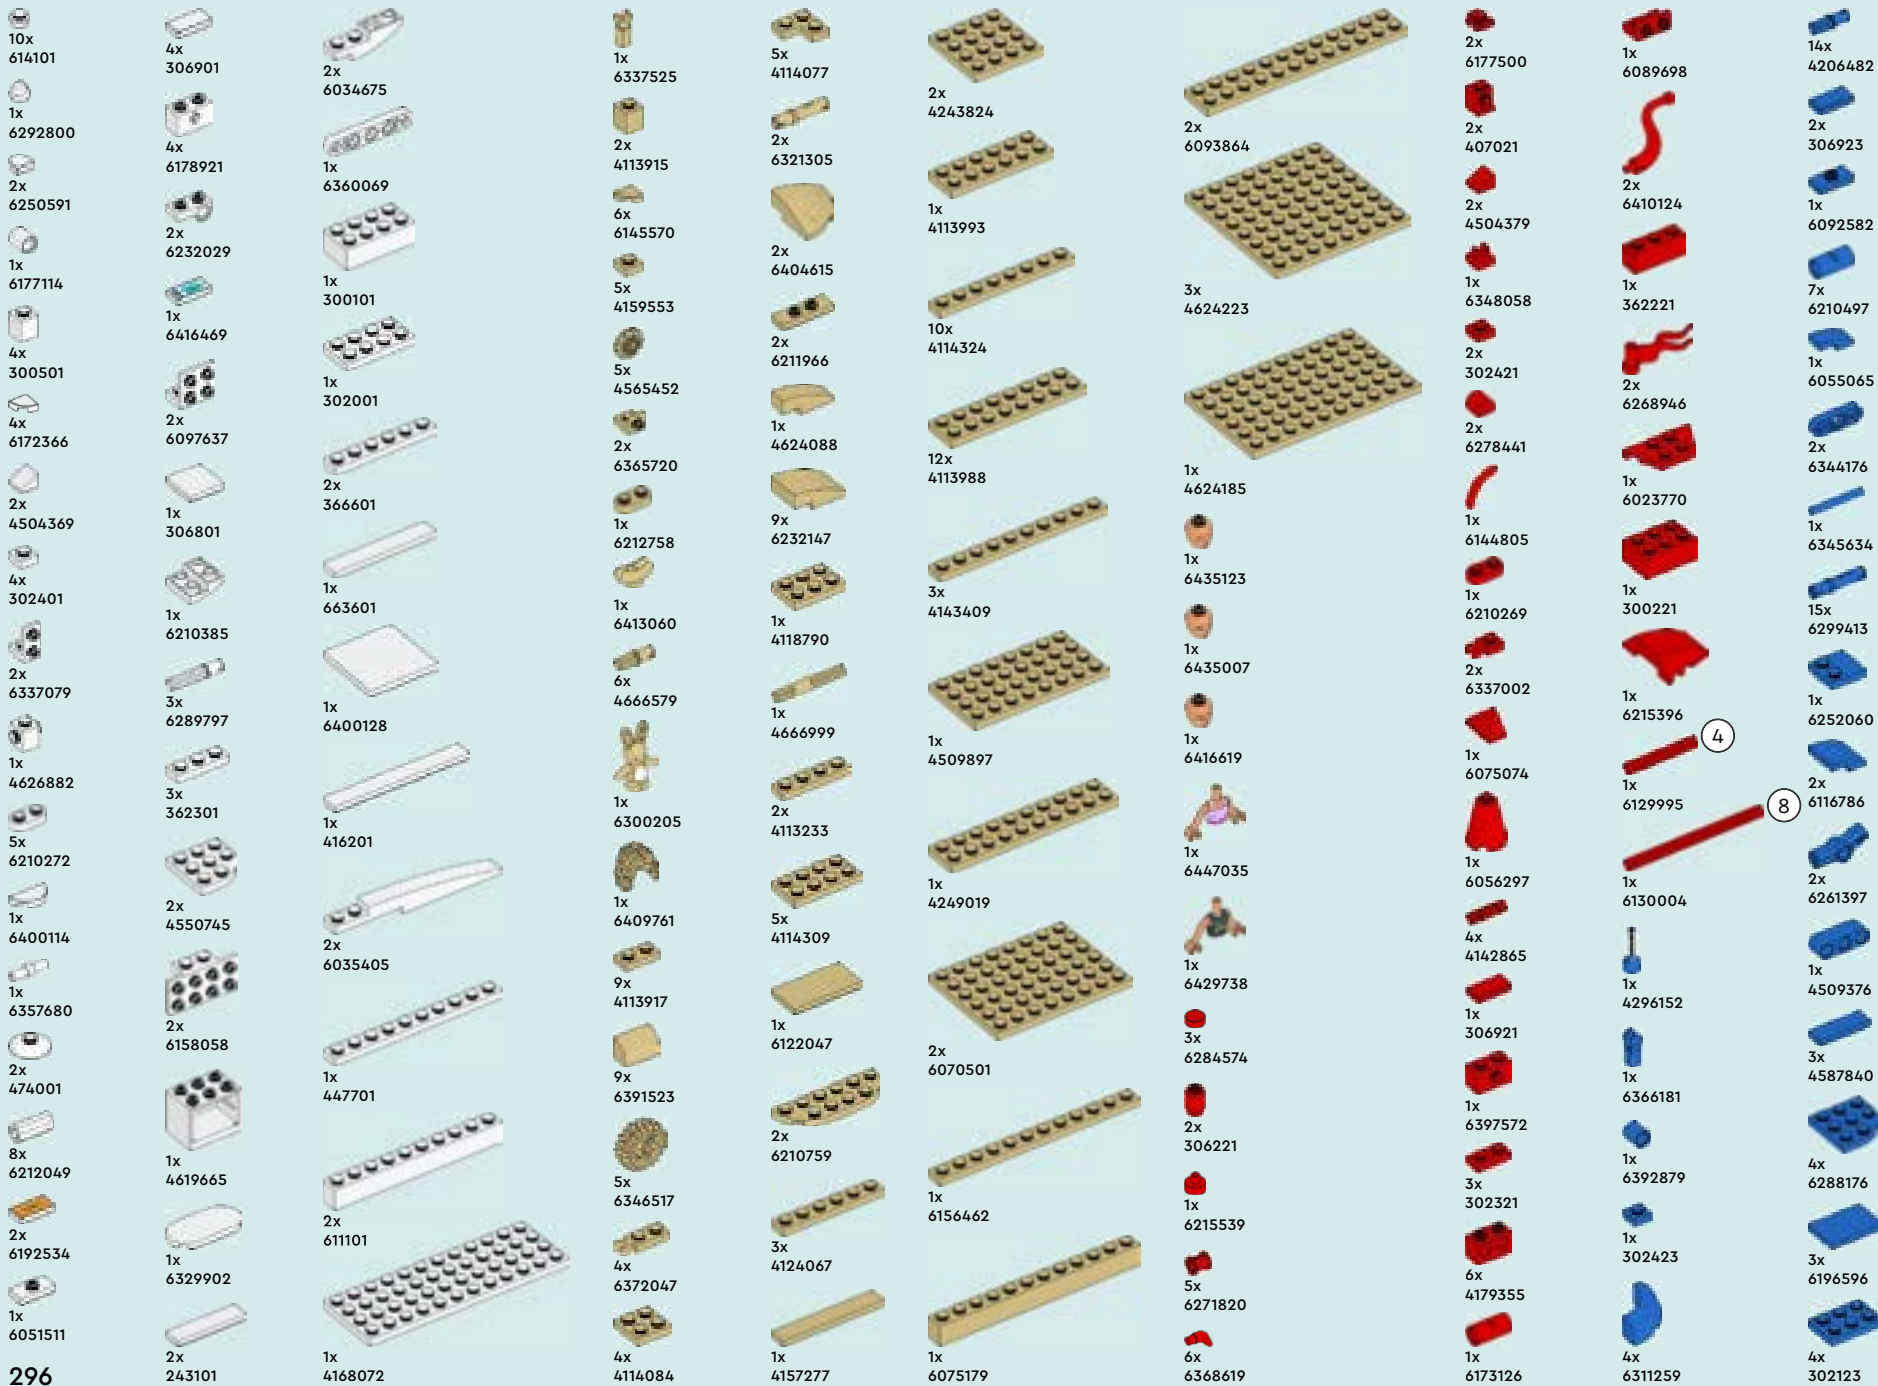 10x
614101
1x
6292800
2x
6250591
1x
6177114
4x
300501
4x
6172366
2x
4504369
4x
302401
2x
6337079
1x
4626882
5x
6210272
1x
6400114
1x
6357680
2x
474001
8x
6212049
2x
6192534
1x
6051511
296
4x
306901
4x
6178921
2x
6232029
1x
6416469
2x
6097637
1x
306801
1x
6210385
3x
6289797
3x
362301
2x
4550745
2x
6158058
1x
4619665
1x
6329902
2x
243101
2x
6034675
1x
6360069
1x
300101
1x
302001
2x
366601
1x
663601
1x
6400128
1x
416201
2x
6035405
1x
447701
2x
611101
1x
4168072
1x
6337525
2x
4113915
6x
6145570
5x
4159553
5x
4565452
2x
6365720
1x
6212758
1x
6413060
6x
4666579
1x
6300205
1x
6409761
9x
4113917
9x
6391523
5x
6346517
4x
6372047
4x
4114084
5x
4114077
2x
6321305
2x
6404615
2x
6211966
1x
4624088
9x
6232147
1x
4118790
1x
4666999
2x
4113233
5x
4114309
1x
6122047
2x
6210759
3x
4124067
1x
4157277
2x
4243824
1x
4113993
10x
4114324
12x
4113988
3x
4143409
1x
4509897
1x
4249019
2x
6070501
1x
6156462
1x
6075179
2x
6093864
3x
4624223
1x
4624185
1x
6435123
1x
6435007
1x
6416619
1x
6447035
1x
6429738
3x
6284574
2x
306221
1x
6215539
5x
6271820
6x
6368619
2x
6177500
2x
407021
2x
4504379
1x
6348058
2x
302421
2x
6278441
1x
6144805
1x
6210269
2x
6337002
1x
6075074
1x
6056297
4x
4142865
1x
306921
1x
6397572
3x
302321
6x
4179355
1x
6173126
1x
6089698
2x
6410124
1x
362221
2x
6268946
1x
6023770
1x
300221
1x
6215396
4
1x
6129995
8
1x
6130004
1x
4296152
1x
6366181
1x
6392879
1x
302423
4x
6311259
14x
4206482
2x
306923
1x
6092582
7x
6210497
1x
6055065
2x
6344176
1x
6345634
15x
6299413
1x
6252060
2x
6116786
2x
6261397
1x
4509376
3x
4587840
4x
6288176
3x
6196596
4x
302123